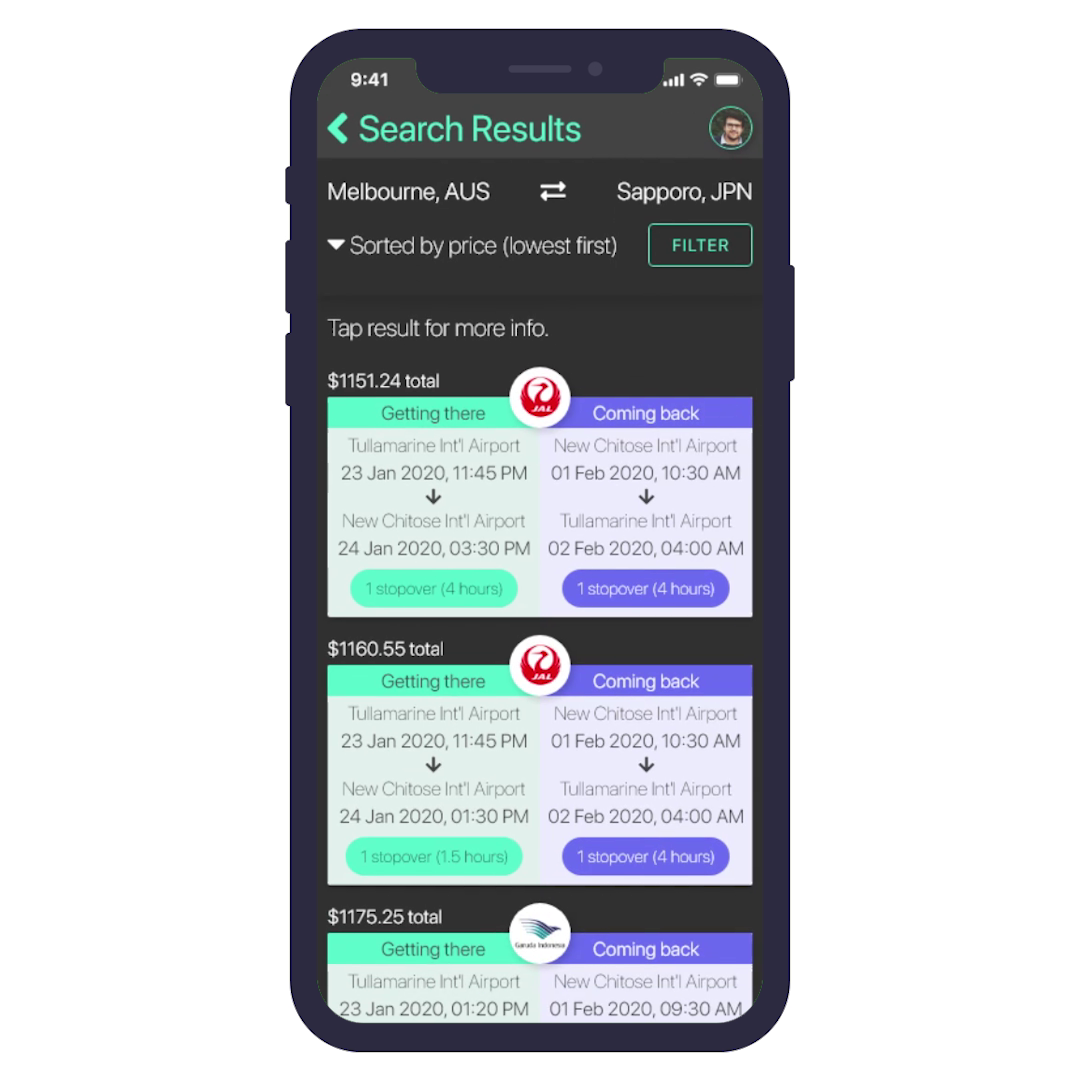 9:41
Search Results
Melbourne, AUS Sapporo, JPN
Sorted by price (lowest first) FILTER
Tap result for more info.
$1151.24 total
JAL
Getting there Coming back
Tullamarine Int'l Airport New Chitose Int'l Airport
23 Jan 2020, 11:45 PM 01 Feb 2020, 10:30 AM
New Chitose Int'l Airport Tullamarine Int'l Airport
24 Jan 2020, 03:30 PM 02 Feb 2020, 04:00 AM
1 stopover (4 hours) 1 stopover (4 hours)
$1160.55 total
JAL
Getting there Coming back
Tullamarine Int'l Airport New Chitose Int'l Airport
23 Jan 2020, 11:45 PM 01 Feb 2020, 10:30 AM
New Chitose Int'l Airport Tullamarine Int'l Airport
24 Jan 2020, 01:30 PM 02 Feb 2020, 04:00 AM
1 stopover (1.5 hours) 1 stopover (4 hours)
$1175.25 total
Garuda Indonesia
Getting there Coming back
Tullamarine Int'l Airport New Chitose Int'l Airport
23 Jan 2020, 01:20 PM 01 Feb 2020, 09:30 AM